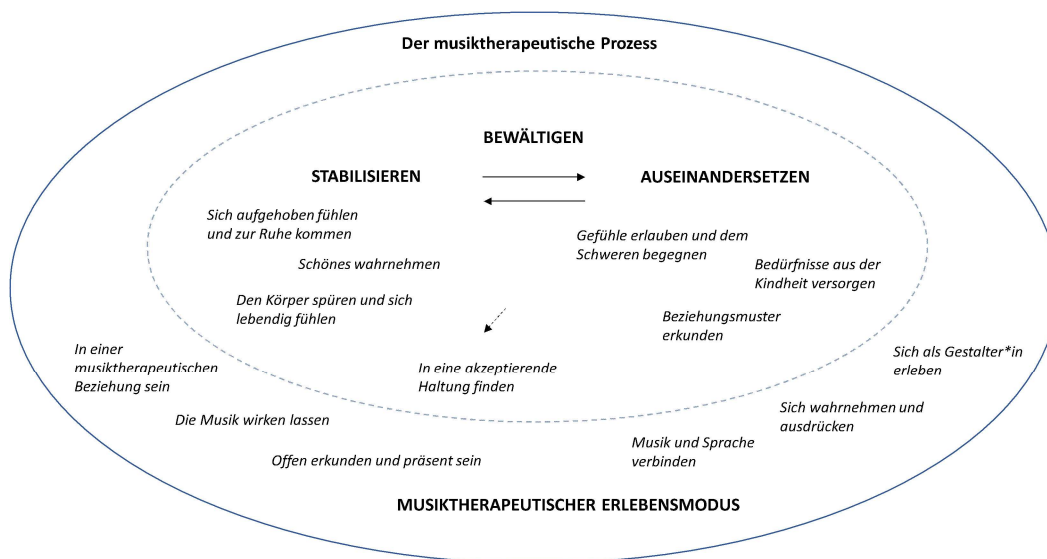 Der musiktherapeutische Prozess
BEWÄLTIGEN
STABILISIEREN
AUSEINANDERSETZEN
Sich aufgehoben fühlen
und zur Ruhe kommen
Gefühle erlauben und dem
Schweren begegnen
Schönes wahrnehmen
Bedürfnisse aus der
Kindheit versorgen
Den Körper spüren und sich
lebendig fühlen
Beziehungsmuster
erkunden
In einer
musiktherapeutischen
Beziehung sein
In eine akzeptierende
Haltung finden
Sich als Gestalter*in
erleben
Die Musik wirken lassen
Sich wahrnehmen und
ausdrücken
Musik und Sprache
verbinden
Offen erkunden und präsent sein
MUSIKTHERAPEUTISCHER ERLEBENSMODUS